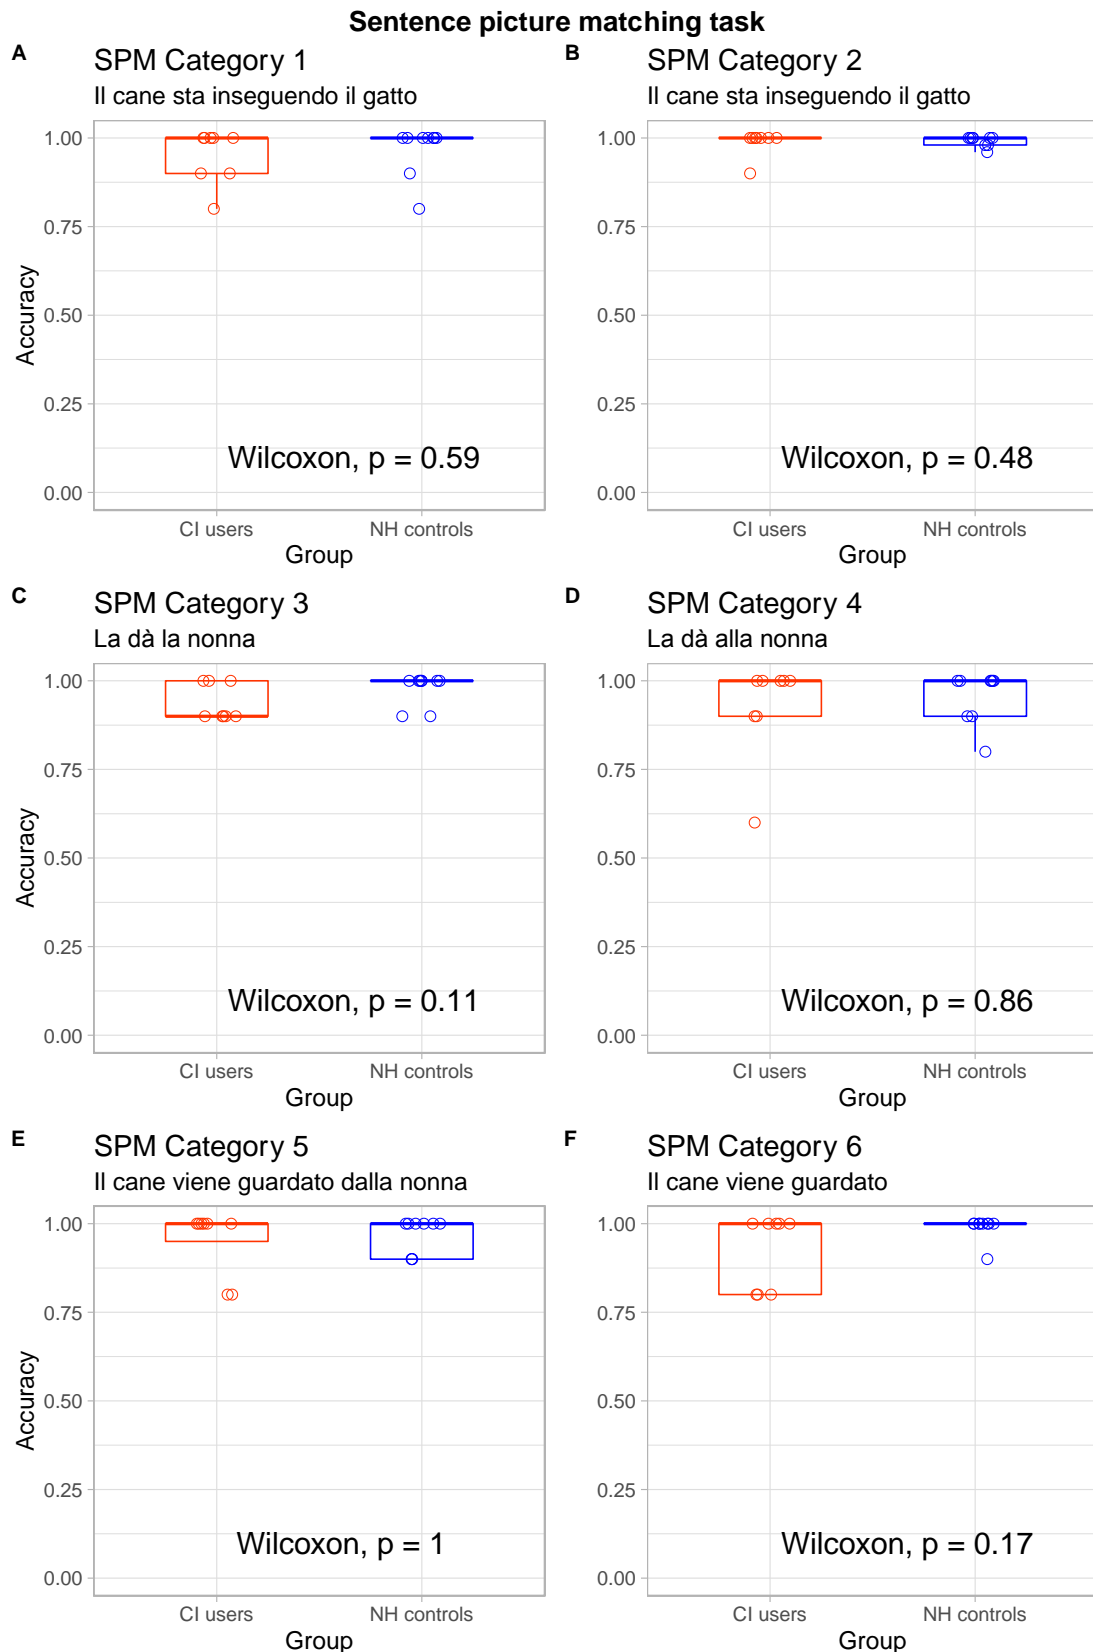 Sentence picture matching task
A
SPM Category 1
Il cane sta inseguendo il gatto
Accuracy
1.00
0.75
0.50
0.25
0.00
Wilcoxon, p = 0.59
CI users
NH controls
Group
B
SPM Category 2
Il cane sta inseguendo il gatto
1.00
0.75
0.50
0.25
0.00
Wilcoxon, p = 0.48
CI users
NH controls
Group
C
SPM Category 3
La dà la nonna
Accuracy
1.00
0.75
0.50
0.25
0.00
Wilcoxon, p = 0.11
CI users
NH controls
Group
D
SPM Category 4
La dà alla nonna
1.00
0.75
0.50
0.25
0.00
Wilcoxon, p = 0.86
CI users
NH controls
Group
E
SPM Category 5
Il cane viene guardato dalla nonna
Accuracy
1.00
0.75
0.50
0.25
0.00
Wilcoxon, p = 1
CI users
NH controls
Group
F
SPM Category 6
Il cane viene guardato
1.00
0.75
0.50
0.25
0.00
Wilcoxon, p = 0.17
CI users
NH controls
Group